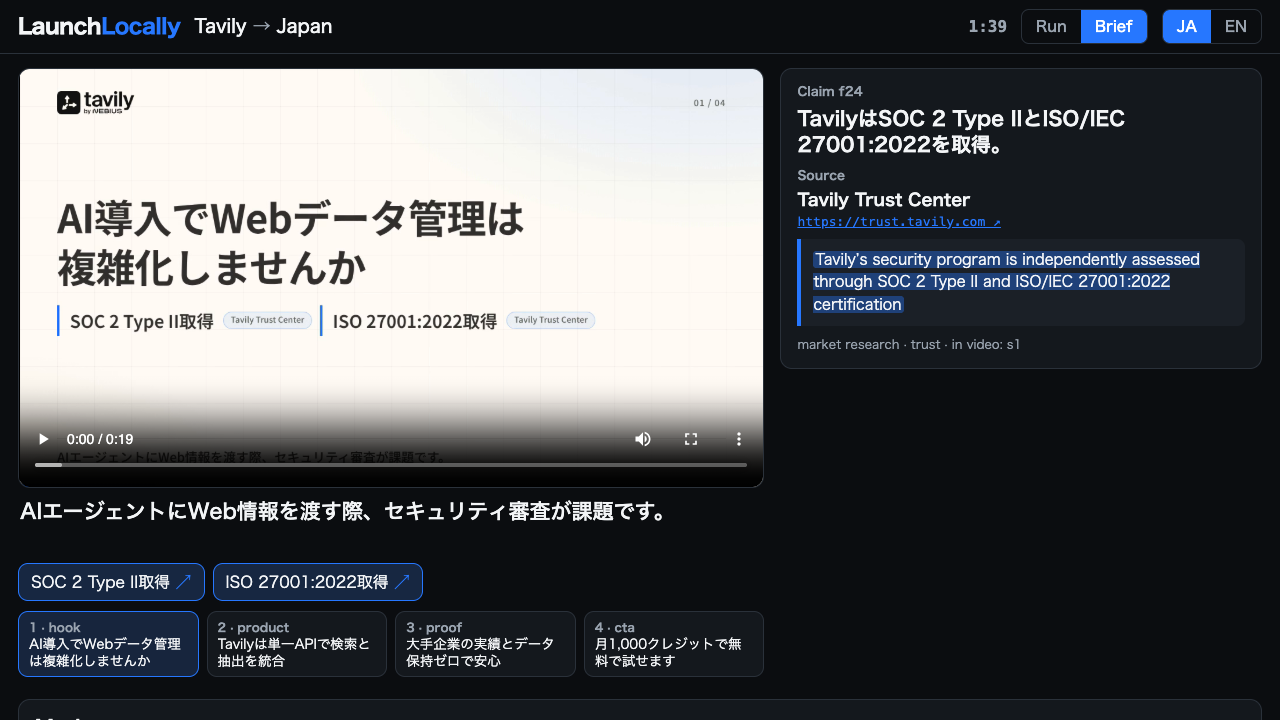 LaunchLocally Tavily → Japan
1:39 Run Brief JA EN
tavily
by NEBIUS
01 / 04
AI導入でWebデータ管理は
複雑化しませんか
SOC 2 Type II取得 Tavily Trust Center ISO 27001:2022取得 Tavily Trust Center
0:00 / 0:19
AIエージェントにWeb情報を渡す際、セキュリティ審査が課題です。
AIエージェントにWeb情報を渡す際、セキュリティ審査が課題です。
SOC 2 Type II取得 ↗ ISO 27001:2022取得 ↗
1 · hook
AI導入でWebデータ管理
は複雑化しませんか
2 · product
Tavilyは単一APIで検索と
抽出を統合
3 · proof
大手企業の実績とデータ
保持ゼロで安心
4 · cta
月1,000クレジットで無
料で試せます
Claim f24
TavilyはSOC 2 Type IIとISO/IEC
27001:2022を取得。
Source
Tavily Trust Center
https://trust.tavily.com ↗
Tavily's security program is independently assessed
through SOC 2 Type II and ISO/IEC 27001:2022
certification
market research · trust · in video: s1